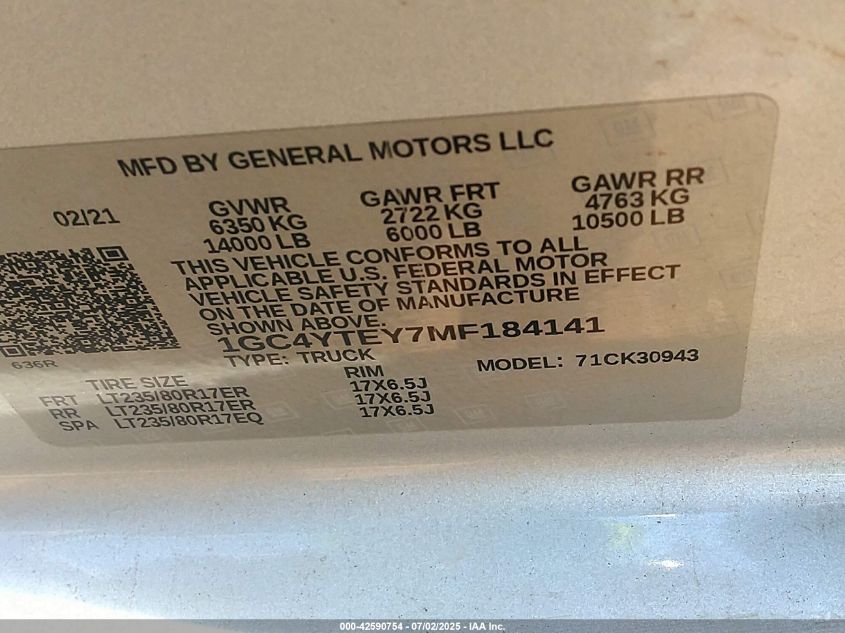 MFD BY GENERAL MOTORS LLC
02/21 GVWR GAWR FRT GAWR RR
6350 KG 2722 KG 4763 KG
14000 LB 6000 LB 10500 LB
THIS VEHICLE CONFORMS TO ALL
APPLICABLE U.S. FEDERAL MOTOR
VEHICLE SAFETY STANDARDS IN EFFECT
ON THE DATE OF MANUFACTURE
SHOWN ABOVE.
1GC4YTEY7MF184141
636R TYPE: TRUCK MODEL: 71CK30943
TIRE SIZE RIM
FRT LT235/80R17ER 17X6.5J
RR LT235/80R17ER 17X6.5J
SPA LT235/80R17EQ 17X6.5J
000-42590754 - 07/02/2025 - IAA Inc.